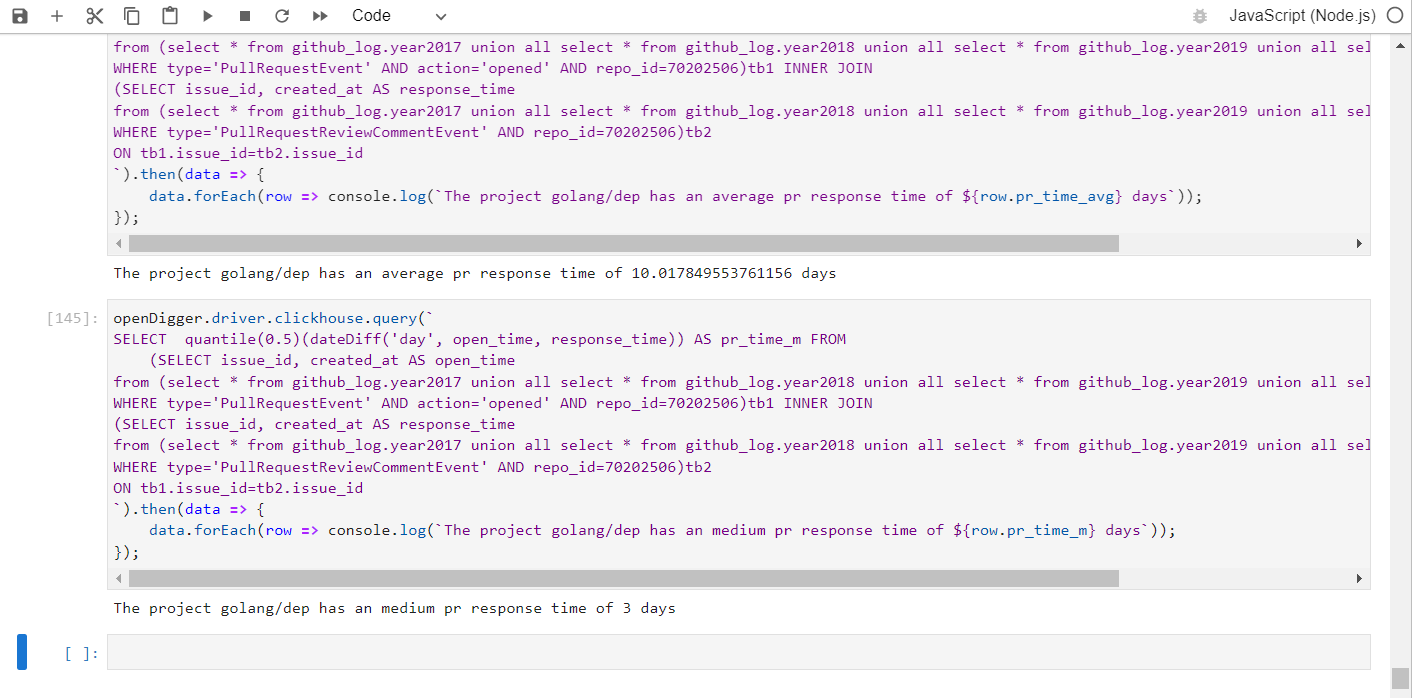 Code
JavaScript (Node.js)
from (select * from github_log.year2017 union all select * from github_log.year2018 union all select * from github_log.year2019 union all sel
WHERE type='PullRequestEvent' AND action='opened' AND repo_id=70202506)tb1 INNER JOIN
(SELECT issue_id, created_at AS response_time
from (select * from github_log.year2017 union all select * from github_log.year2018 union all select * from github_log.year2019 union all sel
WHERE type='PullRequestReviewCommentEvent' AND repo_id=70202506)tb2
ON tb1.issue_id=tb2.issue_id
`).then(data => {
    data.forEach(row => console.log(`The project golang/dep has an average pr response time of ${row.pr_time_avg} days`));
});
The project golang/dep has an average pr response time of 10.017849553761156 days
[145]:
openDigger.driver.clickhouse.query(`
SELECT  quantile(0.5)(dateDiff('day', open_time, response_time)) AS pr_time_m FROM
    (SELECT issue_id, created_at AS open_time
from (select * from github_log.year2017 union all select * from github_log.year2018 union all select * from github_log.year2019 union all sel
WHERE type='PullRequestEvent' AND action='opened' AND repo_id=70202506)tb1 INNER JOIN
(SELECT issue_id, created_at AS response_time
from (select * from github_log.year2017 union all select * from github_log.year2018 union all select * from github_log.year2019 union all sel
WHERE type='PullRequestReviewCommentEvent' AND repo_id=70202506)tb2
ON tb1.issue_id=tb2.issue_id
`).then(data => {
    data.forEach(row => console.log(`The project golang/dep has an medium pr response time of ${row.pr_time_m} days`));
});
The project golang/dep has an medium pr response time of 3 days
[ ]: